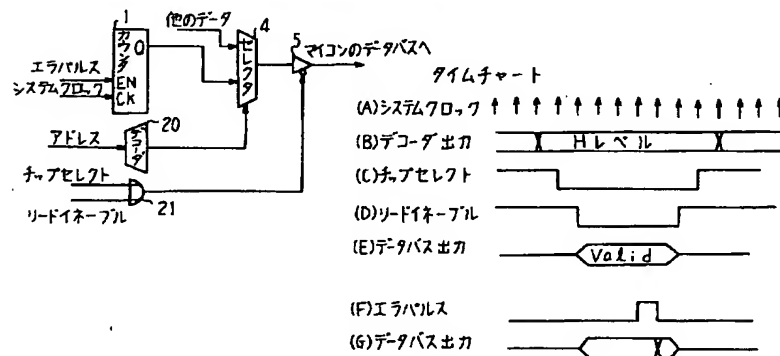 1
カウンタ
Q
EN
CK
エラパルス
システムクロック
他のデータ
4
セレクタ
5
マイコンのデータバスへ
アドレス
デコーダ
20
チップセレクト
リードイネーブル
21
タイムチャート
(A)システムクロック
(B)デコーダ出力
Hレベル
(C)チップセレクト
(D)リードイネーブル
(E)データバス出力
Valid
(F)エラパルス
(G)データバス出力